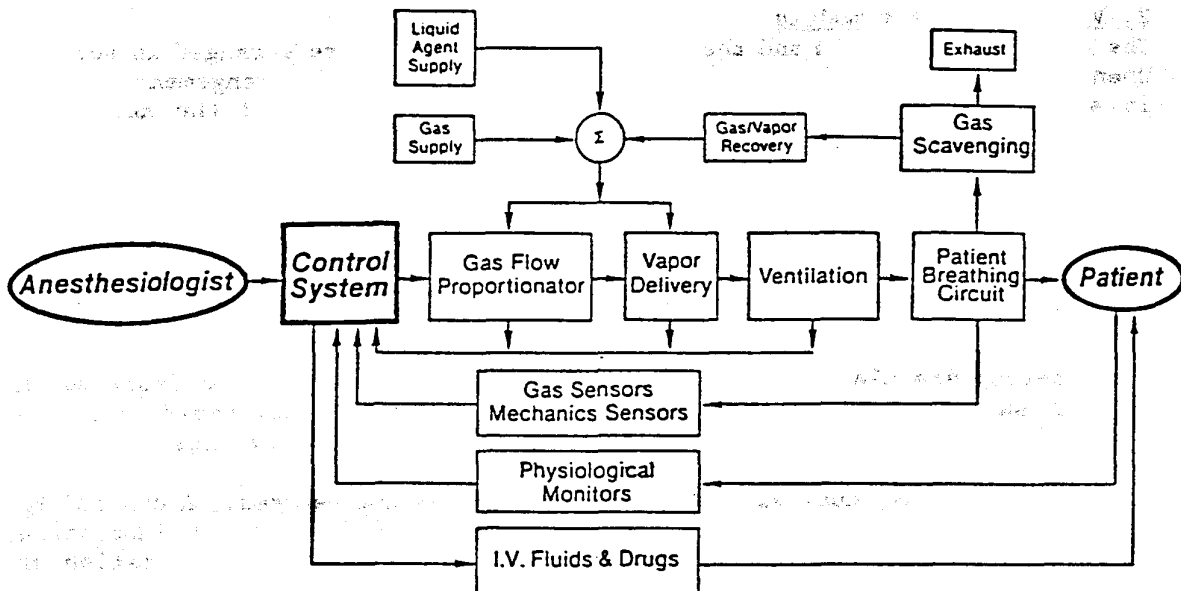 Liquid
Agent
Supply
Exhaust
Gas
Supply
Σ
Gas/Vapor
Recovery
Gas
Scavenging
Anesthesiologist
Control
System
Gas Flow
Proportionator
Vapor
Delivery
Ventilation
Patient
Breathing
Circuit
Patient
Gas Sensors
Mechanics Sensors
Physiological
Monitors
I.V. Fluids & Drugs